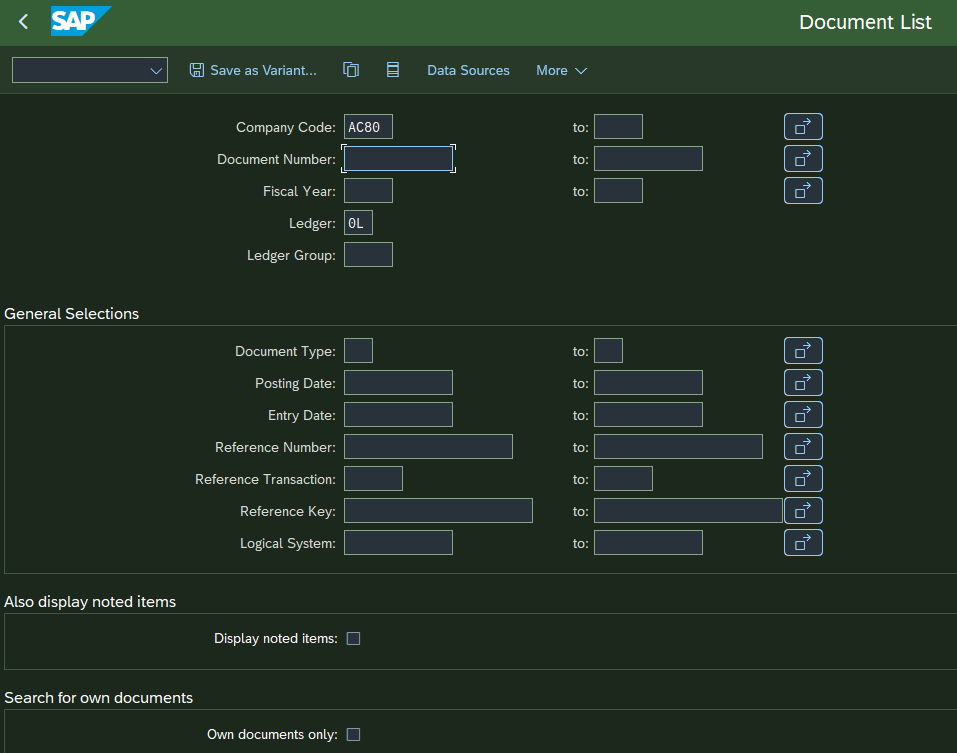 SAP Document List
Save as Variant... Data Sources More
Company Code: AC80 to:
Document Number: to:
Fiscal Year: to:
Ledger: 0L
Ledger Group:
General Selections
Document Type: to:
Posting Date: to:
Entry Date: to:
Reference Number: to:
Reference Transaction: to:
Reference Key: to:
Logical System: to:
Also display noted items
Display noted items:
Search for own documents
Own documents only: